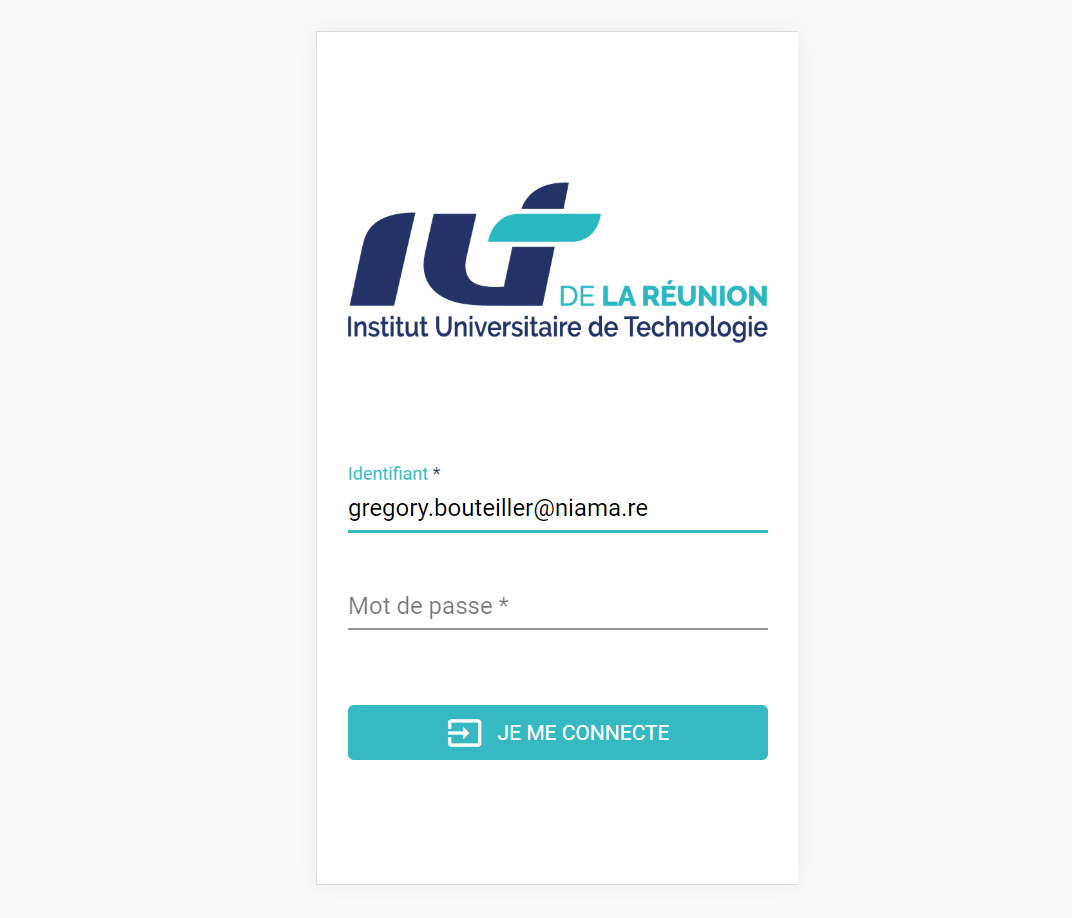 IUT
DE LA RÉUNION
Institut Universitaire de Technologie
Identifiant *
gregory.bouteiller@niama.re
Mot de passe *
JE ME CONNECTE